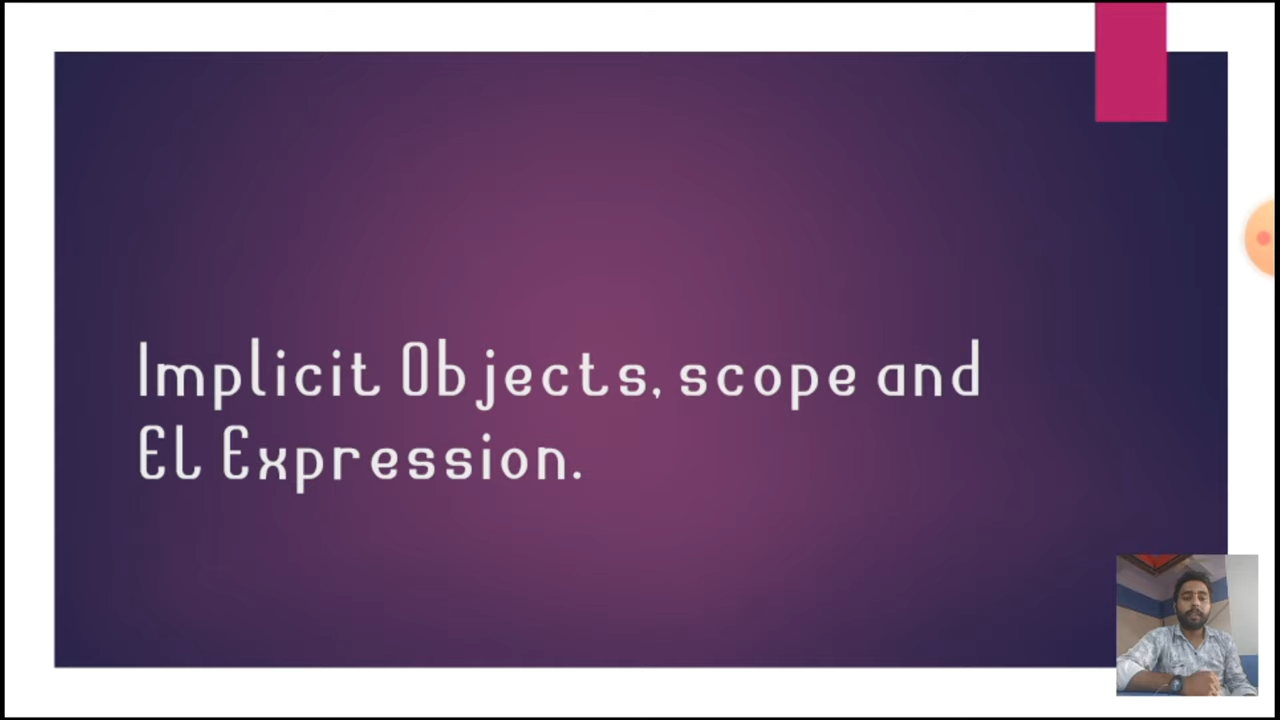 Implicit Objects, scope and
El Expression.